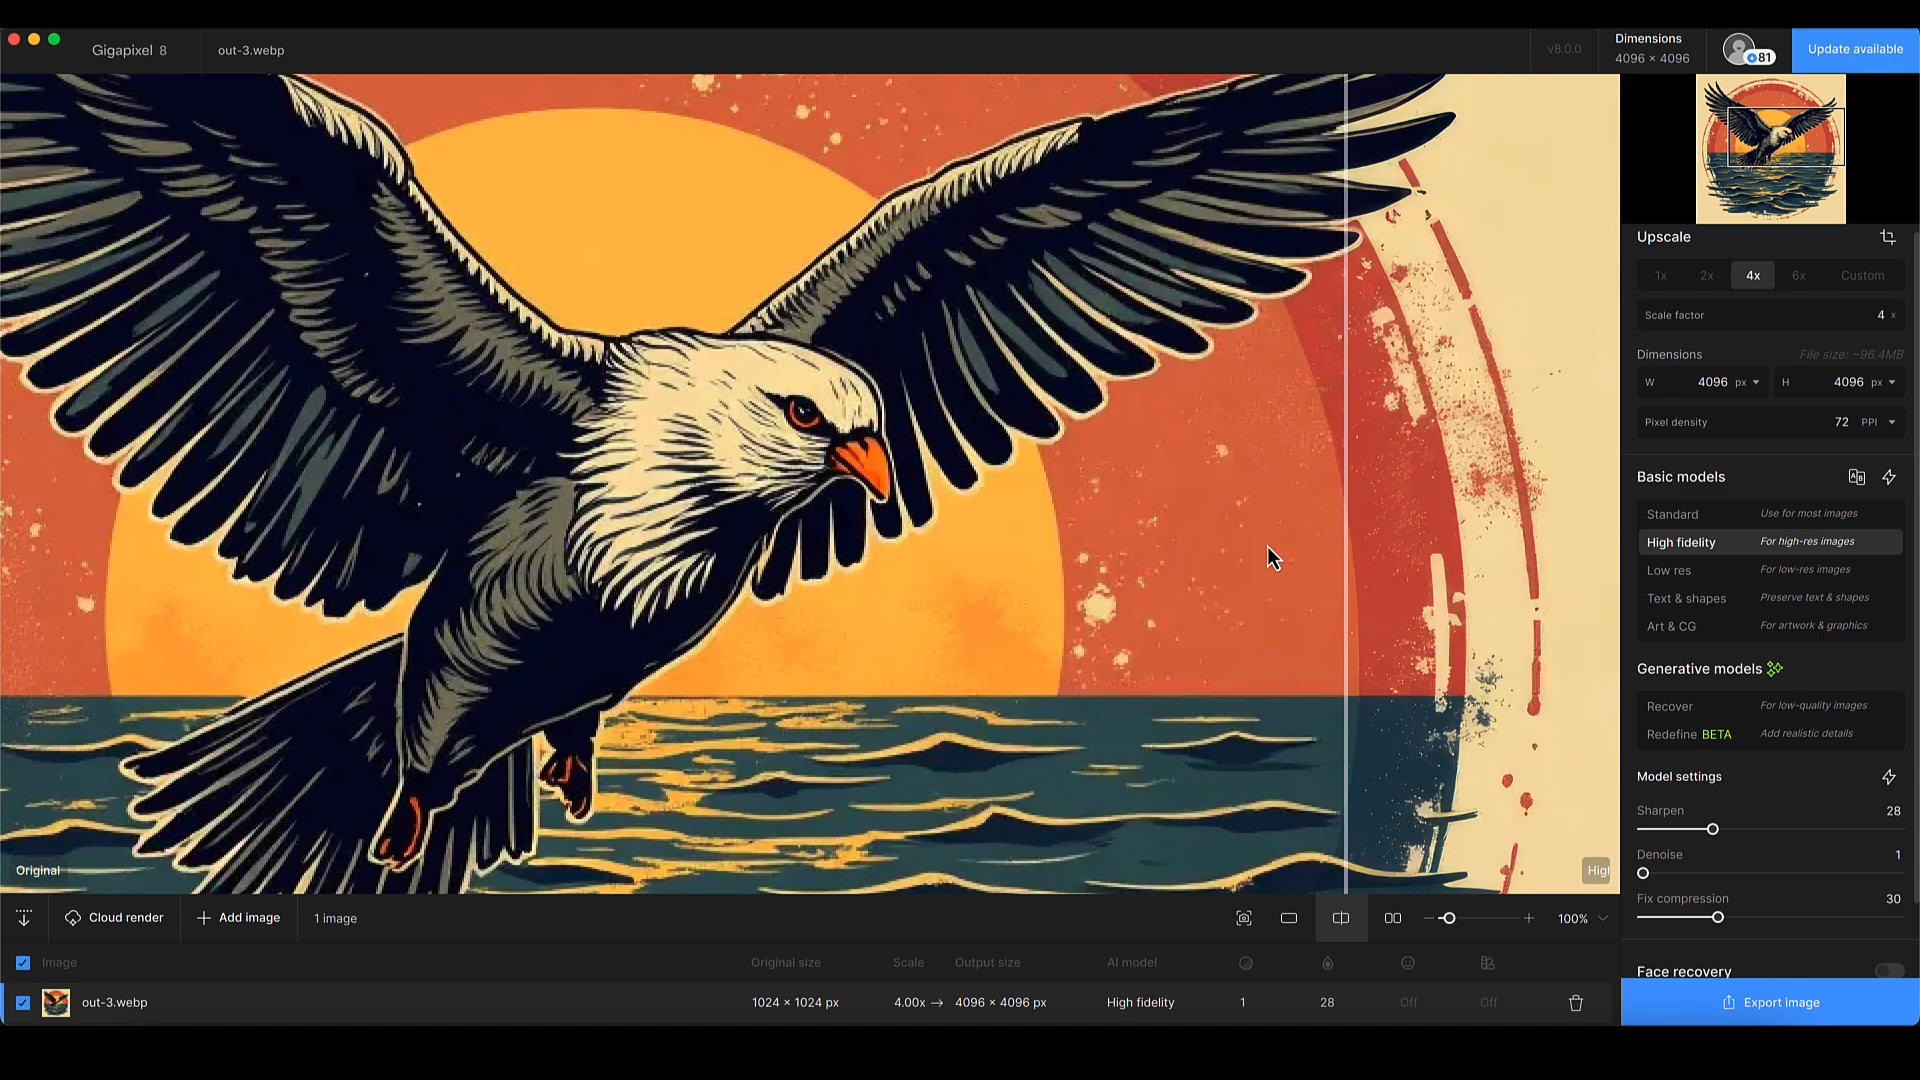 Gigapixel 8
out-3.webp
v8.0.0
Dimensions
4096 × 4096
81
Update available
Upscale
1x 2x 4x 6x Custom
Scale factor 4 x
Dimensions File size: ~96.4MB
W 4096 px H 4096 px
Pixel density 72 PPI
Basic models
Standard Use for most images
High fidelity For high-res images
Low res For low-res images
Text & shapes Preserve text & shapes
Art & CG For artwork & graphics
Generative models
Recover For low-quality images
Redefine BETA Add realistic details
Model settings
Sharpen 28
Denoise 1
Fix compression 30
Face recovery
Export image
Original
High
Cloud render
Add image
1 image
100%
Image Original size Scale Output size AI model
out-3.webp 1024 × 1024 px 4.00x → 4096 × 4096 px High fidelity 1 28 Off Off